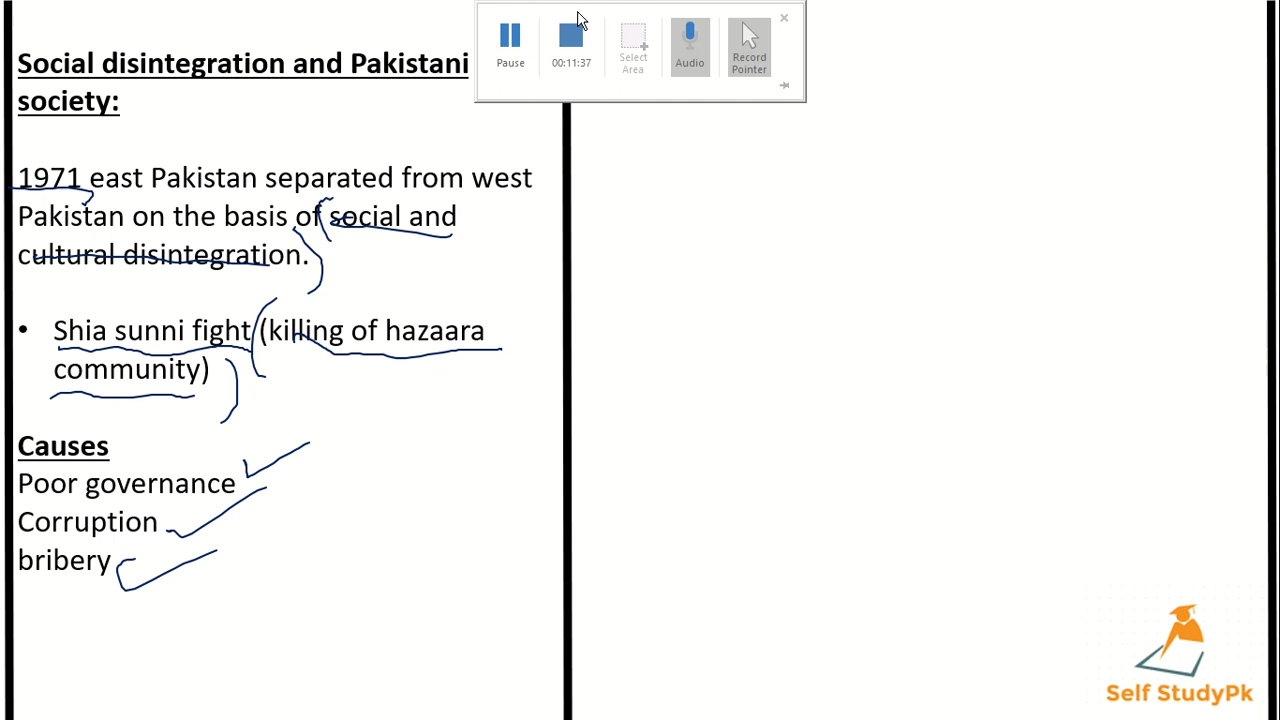 Social disintegration and Pakistani
society:
1971 east Pakistan separated from west
Pakistan on the basis of social and
cultural disintegration.
• Shia sunni fight (killing of hazaara
community)
Causes
Poor governance
Corruption
bribery
Pause
00:11:37
Select
Area
Audio
Record
Pointer
Self StudyPk